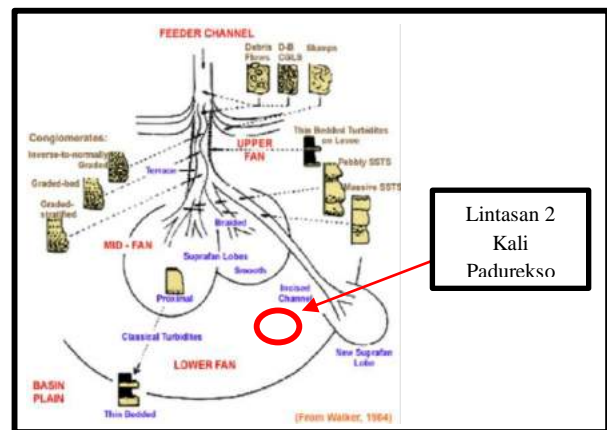 FEEDER CHANNEL
Debris
Flows
D-B
CGLS
Slumps
Conglomerates:
Inverse-to-normally
Graded
Graded-bed
Graded-
stratified
Terrace
UPPER
FAN
Thin Bedded Turbidites
on Levee
Pebbly SSTS
Massive SSTS
Braided
MID - FAN
Suprafan Lobes
Smooth
Proximal
Incised
Channel
Classical Turbidites
LOWER FAN
New Suprafan
Lobe
BASIN
PLAIN
Thin Bedded
(From Walker, 1984)
Lintasan 2
Kali
Padurekso